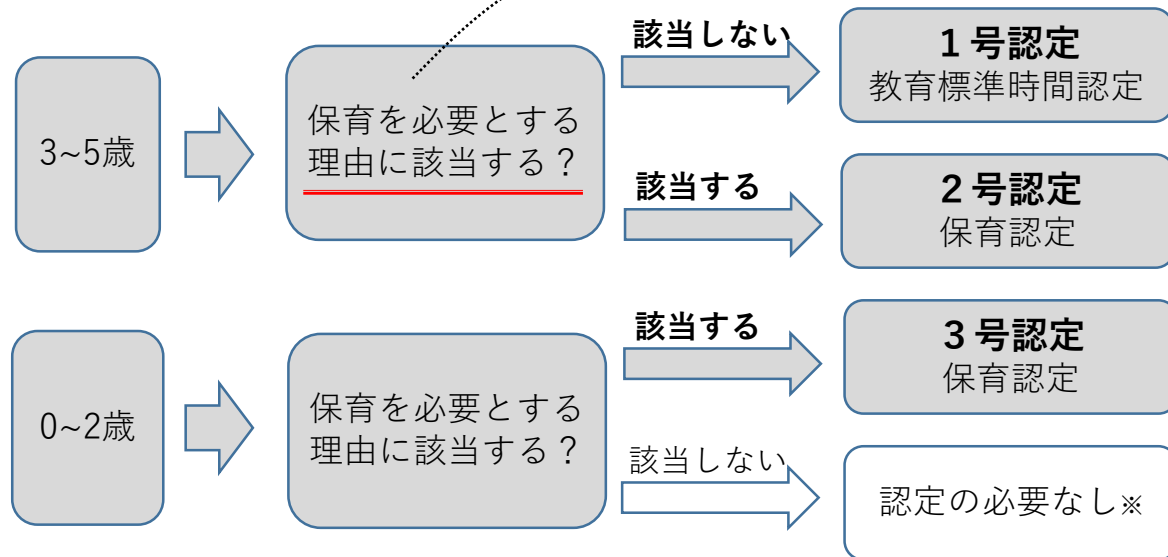 3~5歳
保育を必要とする
理由に該当する？
該当しない
１号認定
教育標準時間認定
該当する
２号認定
保育認定
0~2歳
保育を必要とする
理由に該当する？
該当する
３号認定
保育認定
該当しない
認定の必要なし※